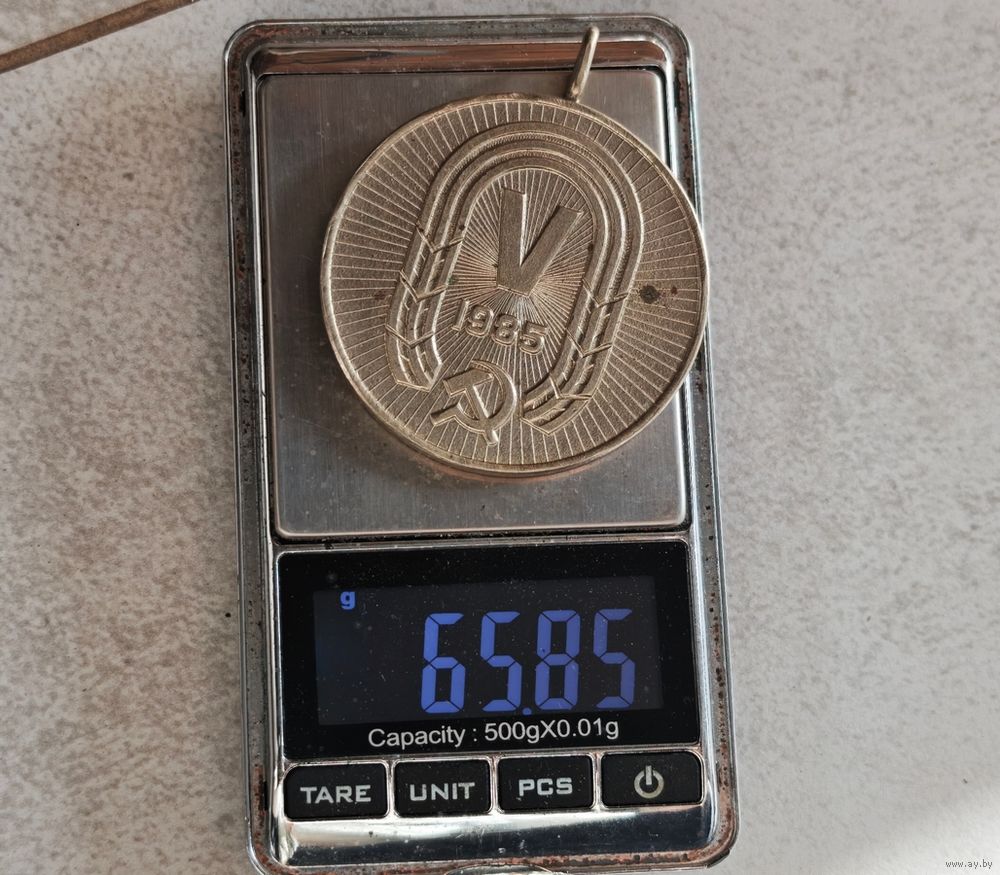 V
1985
g
65.85
Capacity : 500gX0.01g
TARE UNIT PCS
www.ay.by